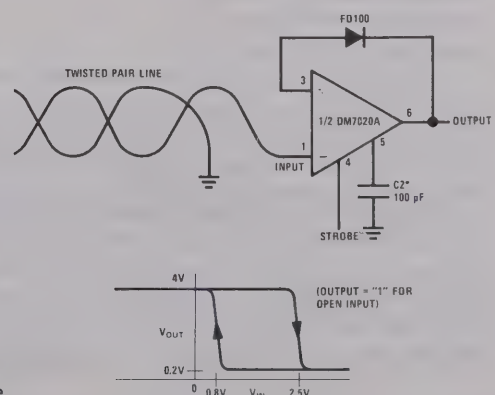 FD100
TWISTED PAIR LINE
3
-
1/2 DM7020A
6
OUTPUT
1
INPUT
-
4
5
C2*
100 pF
STROBE
4V
(OUTPUT = "1" FOR
OPEN INPUT)
VOUT
0.2V
0
0.8V
VIN
2.5V